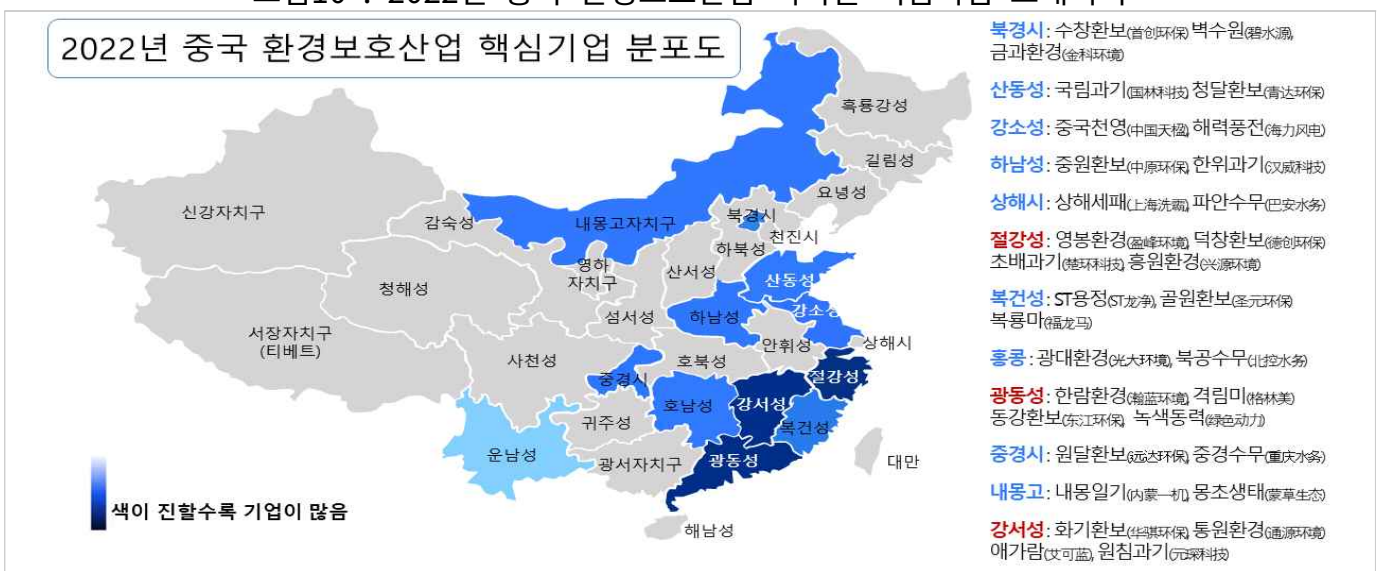 2022년 중국 환경보호산업 핵심기업 분포도
흑룡강성
길림성
요녕성
신강자치구
감숙성
내몽고자치구
북경시
천진시
하북성
영하
자치구
산서성
산동성
청해성
섬서성
하남성
강소성
서장자치구
(티베트)
안휘성
상해시
사천성
호북성
중경시
절강성
호남성
강서성
귀주성
복건성
운남성
광서자치구
광동성
대만
해남성
색이 진할수록 기업이 많음
북경시: 수창환보(首创环保) 벽수원(碧水源),
금과환경(金科环境)
산동성: 국림과기(国林科技) 청달환보(青达环保)
강소성: 중국천영(中国天楹) 해력풍전(海力风电)
하남성: 중원환보(中原环保) 한위과기(汉威科技)
상해시: 상해세패(上海洗霸), 파안수무(巴安水务)
절강성: 영봉환경(盈峰环境), 덕창환보(德创环保)
초배과기(楚环科技), 흥원환경(兴源环境)
복건성: ST용정(ST龙净), 골원환보(圣元环保)
복룡마(福龙马)
홍콩: 광대환경(光大环境), 북공수무(北控水务)
광동성: 한람환경(瀚蓝环境), 격림미(格林美)
동강환보(东江环保), 녹색동력(绿色动力)
중경시: 원달환보(远达环保), 중경수무(重庆水务)
내몽고: 내몽일기(内蒙一机), 몽초생태(蒙草生态)
강서성: 화기환보(华骐环保), 통원환경(通源环境)
애가람(艾可蓝), 원침과기(元琛科技)